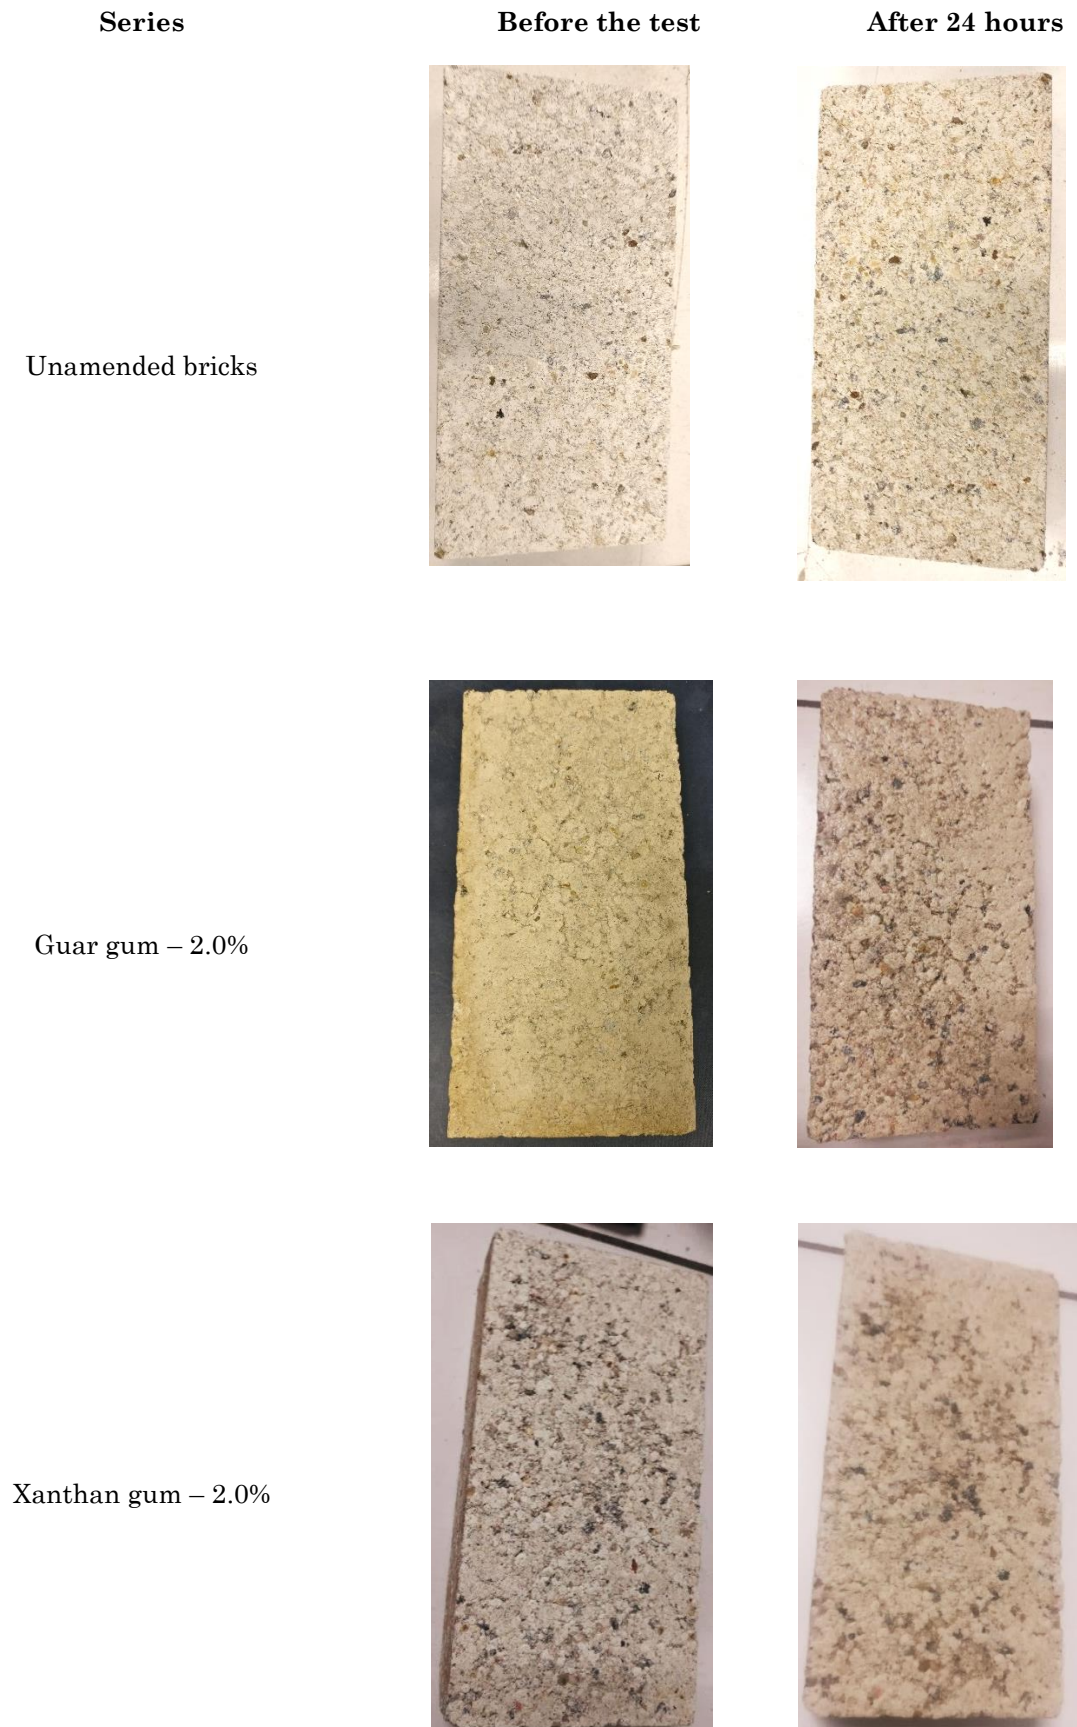 Series Before the test After 24 hours
Unamended bricks
Guar gum – 2.0%
Xanthan gum – 2.0%